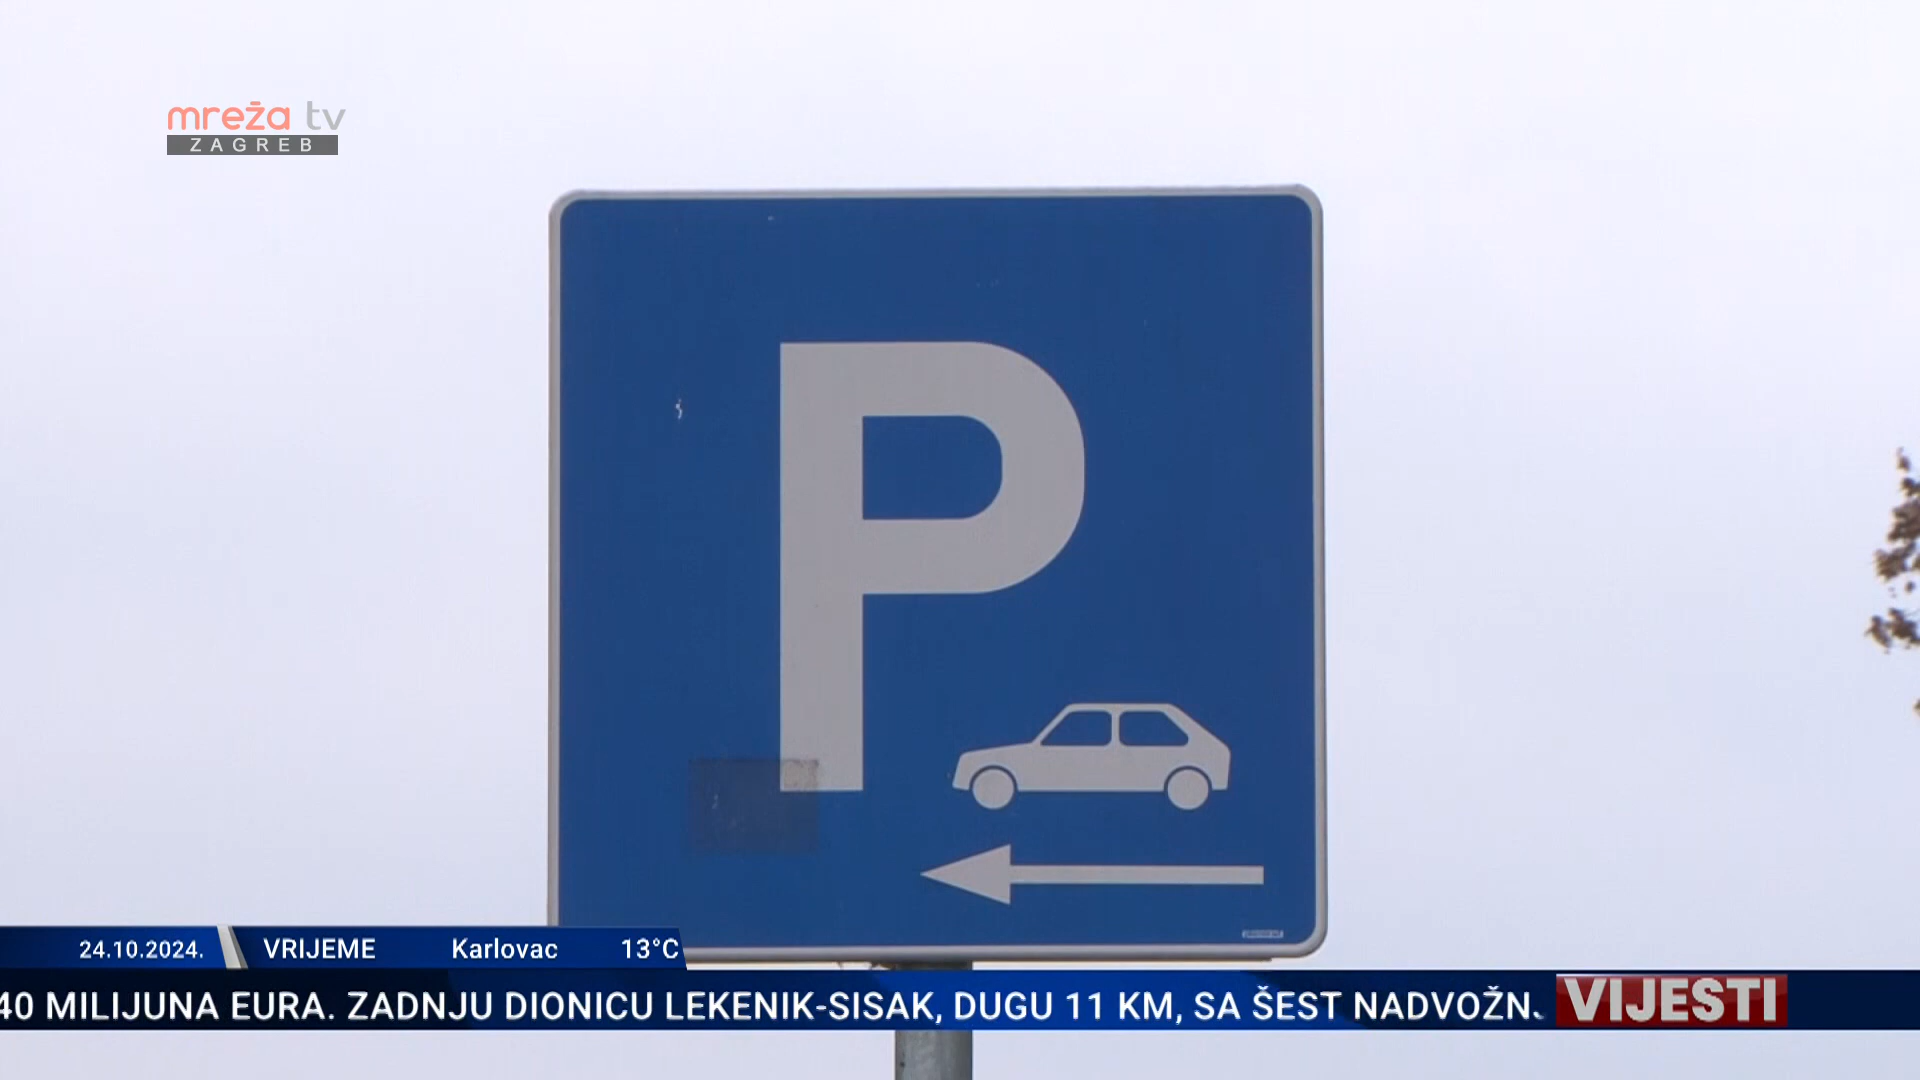 mreža tv
ZAGREB
P
24.10.2024. VRIJEME Karlovac 13°C
40 MILIJUNA EURA. ZADNJU DIONICU LEKENIK-SISAK, DUGU 11 KM, SA ŠEST NADVOŽN
VIJESTI